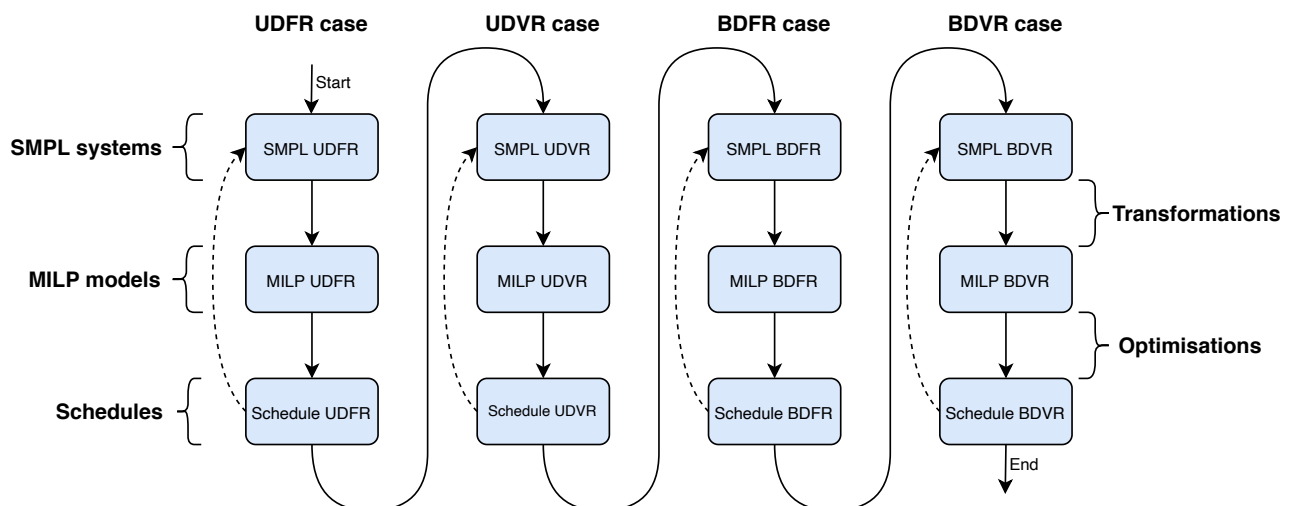 UDFR case
UDVR case
BDFR case
BDVR case
Start
SMPL systems
SMPL UDFR
SMPL UDVR
SMPL BDFR
SMPL BDVR
Transformations
MILP models
MILP UDFR
MILP UDVR
MILP BDFR
MILP BDVR
Optimisations
Schedules
Schedule UDFR
Schedule UDVR
Schedule BDFR
Schedule BDVR
End